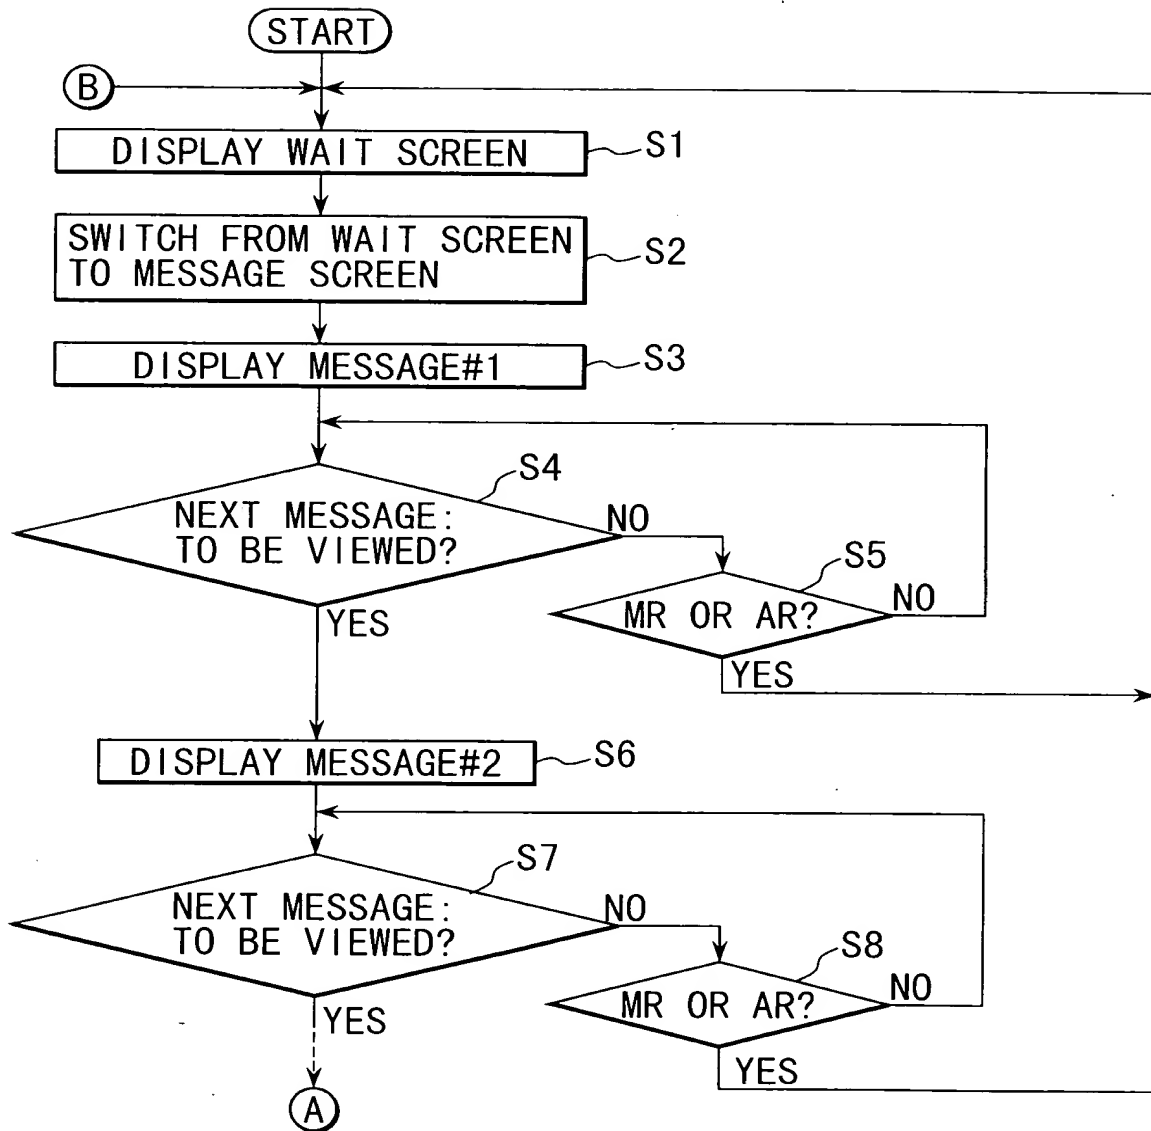 START
B
DISPLAY WAIT SCREEN
S1
SWITCH FROM WAIT SCREEN
TO MESSAGE SCREEN
S2
DISPLAY MESSAGE#1
S3
S4
NEXT MESSAGE:
TO BE VIEWED?
NO
YES
S5
MR OR AR?
NO
YES
DISPLAY MESSAGE#2
S6
S7
NEXT MESSAGE:
TO BE VIEWED?
NO
YES
S8
MR OR AR?
NO
YES
A